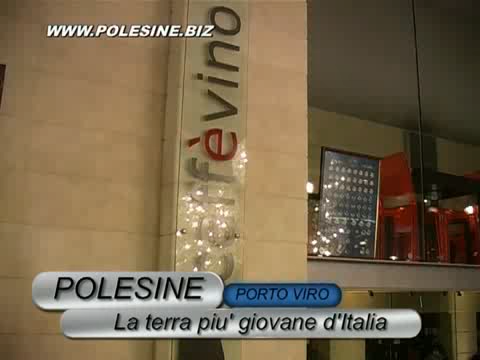 WWW.POLESINE.BIZ
caffèvino
POLESINE
PORTO VIRO
La terra piu' giovane d'Italia